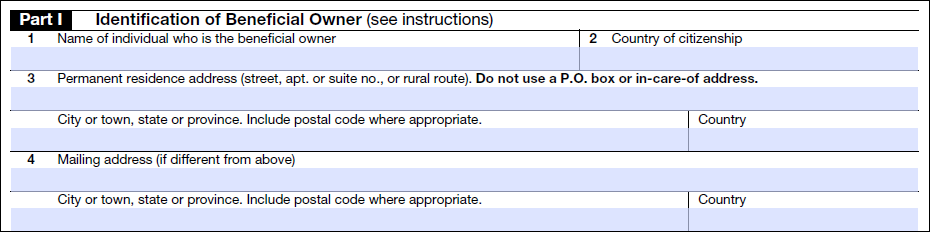 Part I Identification of Beneficial Owner (see instructions)
1 Name of individual who is the beneficial owner 2 Country of citizenship
3 Permanent residence address (street, apt. or suite no., or rural route). Do not use a P.O. box or in-care-of address.
City or town, state or province. Include postal code where appropriate. Country
4 Mailing address (if different from above)
City or town, state or province. Include postal code where appropriate. Country